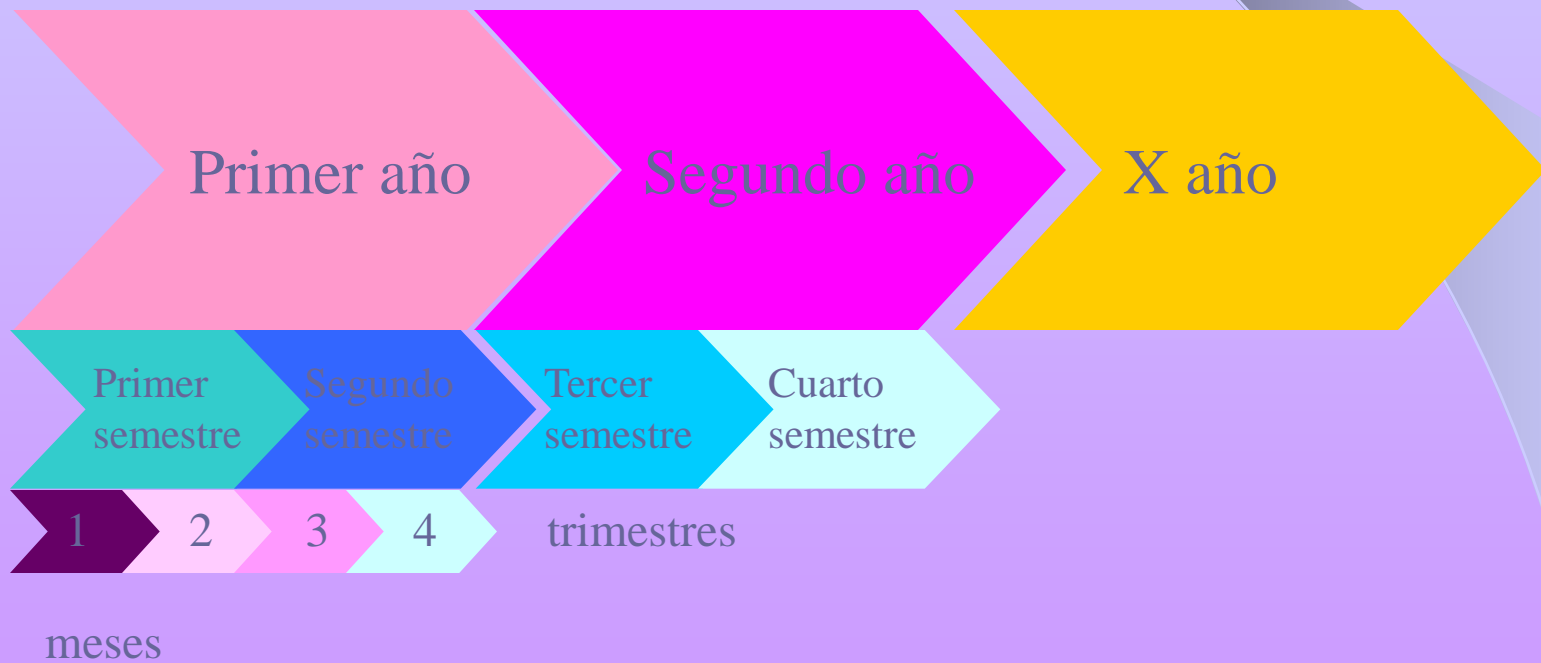 Primer año
Segundo año
X año
Primer
semestre
Segundo
semestre
Tercer
semestre
Cuarto
semestre
1
2
3
4
trimestres
meses